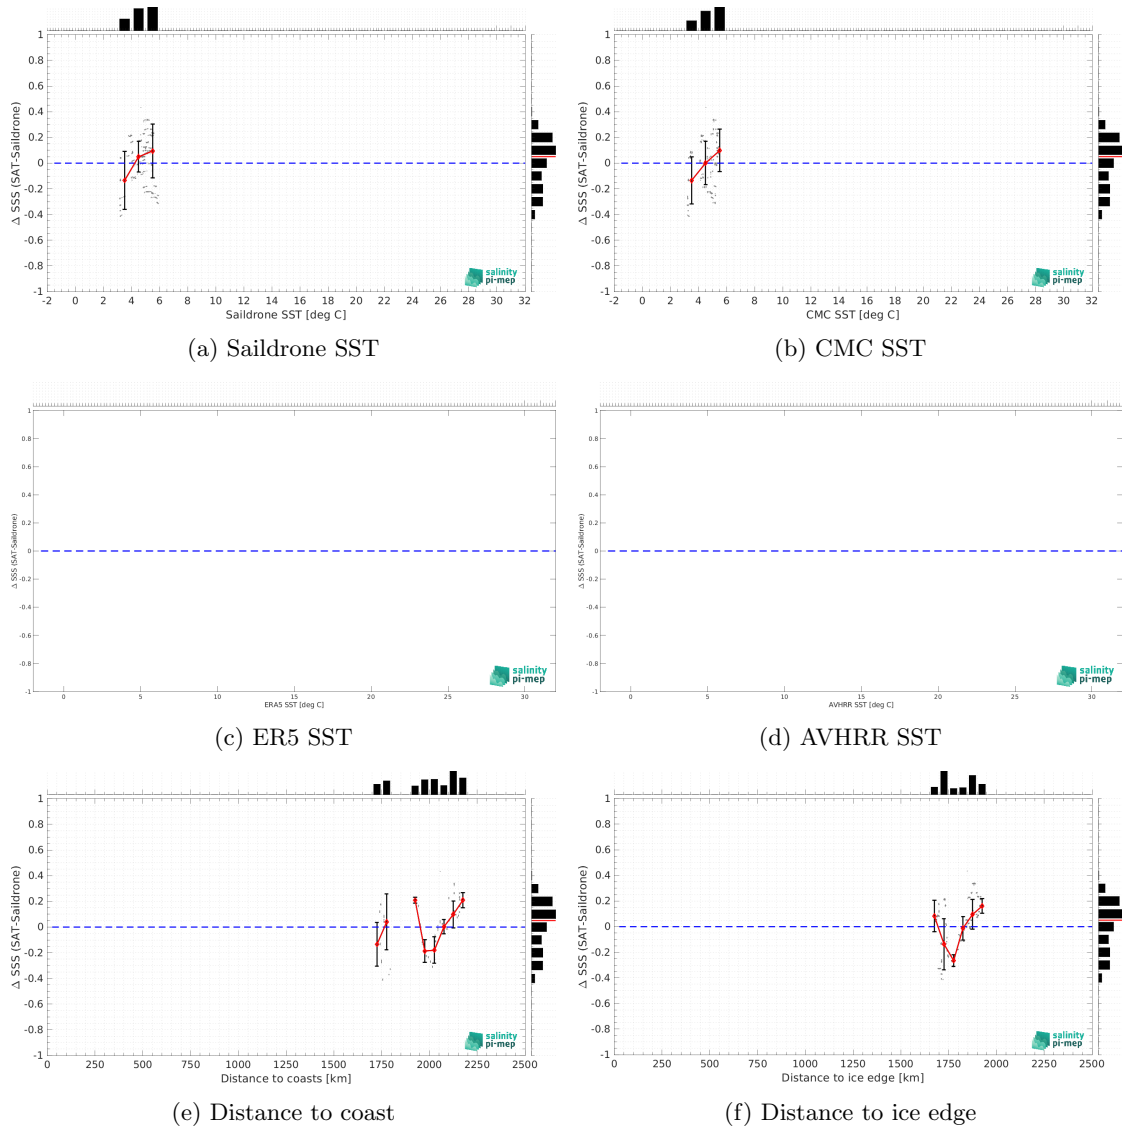 1
0.8
0.6
0.4
0.2
0
-0.2
-0.4
-0.6
-0.8
-1
Δ SSS (SAT-Saildrone)
-2 0 2 4 6 8 10 12 14 16 18 20 22 24 26 28 30 32
Saildrone SST [deg C]
salinity
pi-mep
(a) Saildrone SST
1
0.8
0.6
0.4
0.2
0
-0.2
-0.4
-0.6
-0.8
-1
Δ SSS (SAT-Saildrone)
-2 0 2 4 6 8 10 12 14 16 18 20 22 24 26 28 30 32
CMC SST [deg C]
salinity
pi-mep
(b) CMC SST
1
0.8
0.6
0.4
0.2
0
-0.2
-0.4
-0.6
-0.8
-1
Δ SSS (SAT-Saildrone)
0 5 10 15 20 25 30
ERA5 SST [deg C]
salinity
pi-mep
(c) ER5 SST
1
0.8
0.6
0.4
0.2
0
-0.2
-0.4
-0.6
-0.8
-1
Δ SSS (SAT-Saildrone)
0 5 10 15 20 25 30
AVHRR SST [deg C]
salinity
pi-mep
(d) AVHRR SST
1
0.8
0.6
0.4
0.2
0
-0.2
-0.4
-0.6
-0.8
-1
Δ SSS (SAT-Saildrone)
0 250 500 750 1000 1250 1500 1750 2000 2250 2500
Distance to coasts [km]
salinity
pi-mep
(e) Distance to coast
1
0.8
0.6
0.4
0.2
0
-0.2
-0.4
-0.6
-0.8
-1
Δ SSS (SAT-Saildrone)
0 250 500 750 1000 1250 1500 1750 2000 2250 2500
Distance to ice edge [km]
salinity
pi-mep
(f) Distance to ice edge